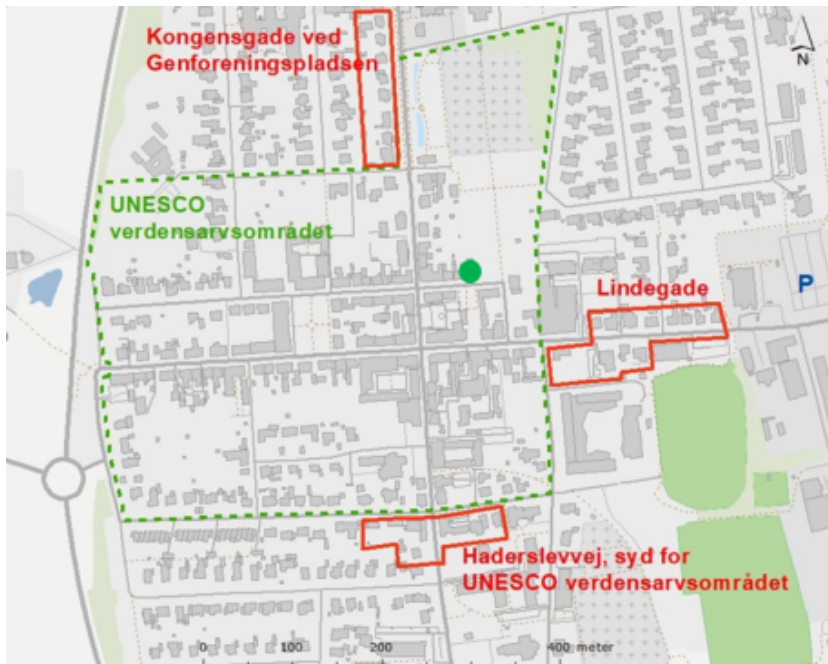 Kongensgade ved
Genforeningspladsen
N
UNESCO
verdensarvsområdet
Lindegade
P
Haderslevvej, syd for
UNESCO verdensarvsområdet
0 100 200 400 meter